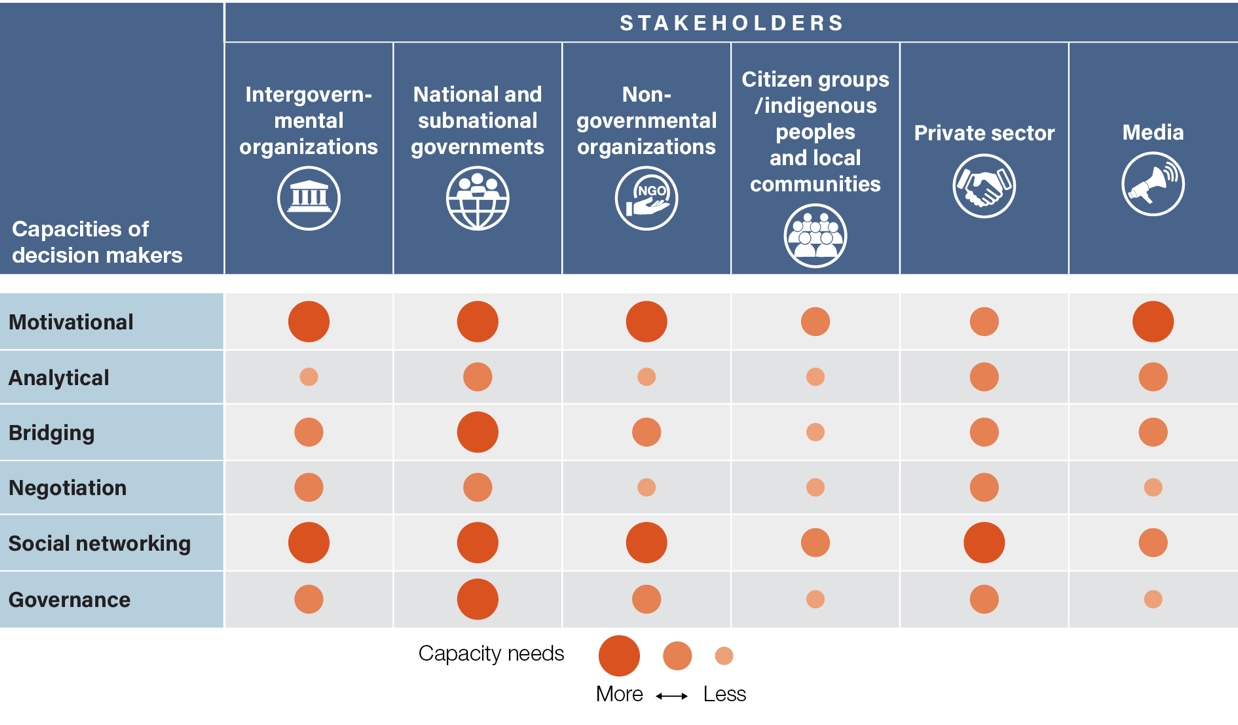 STAKEHOLDERS
Capacities of
decision makers
Intergovern-
mental
organizations
National and
subnational
governments
Non-
governmental
organizations
NGO
Citizen groups
/indigenous
peoples
and local
communities
Private sector
Media
Motivational
Analytical
Bridging
Negotiation
Social networking
Governance
Capacity needs
More ⟷ Less